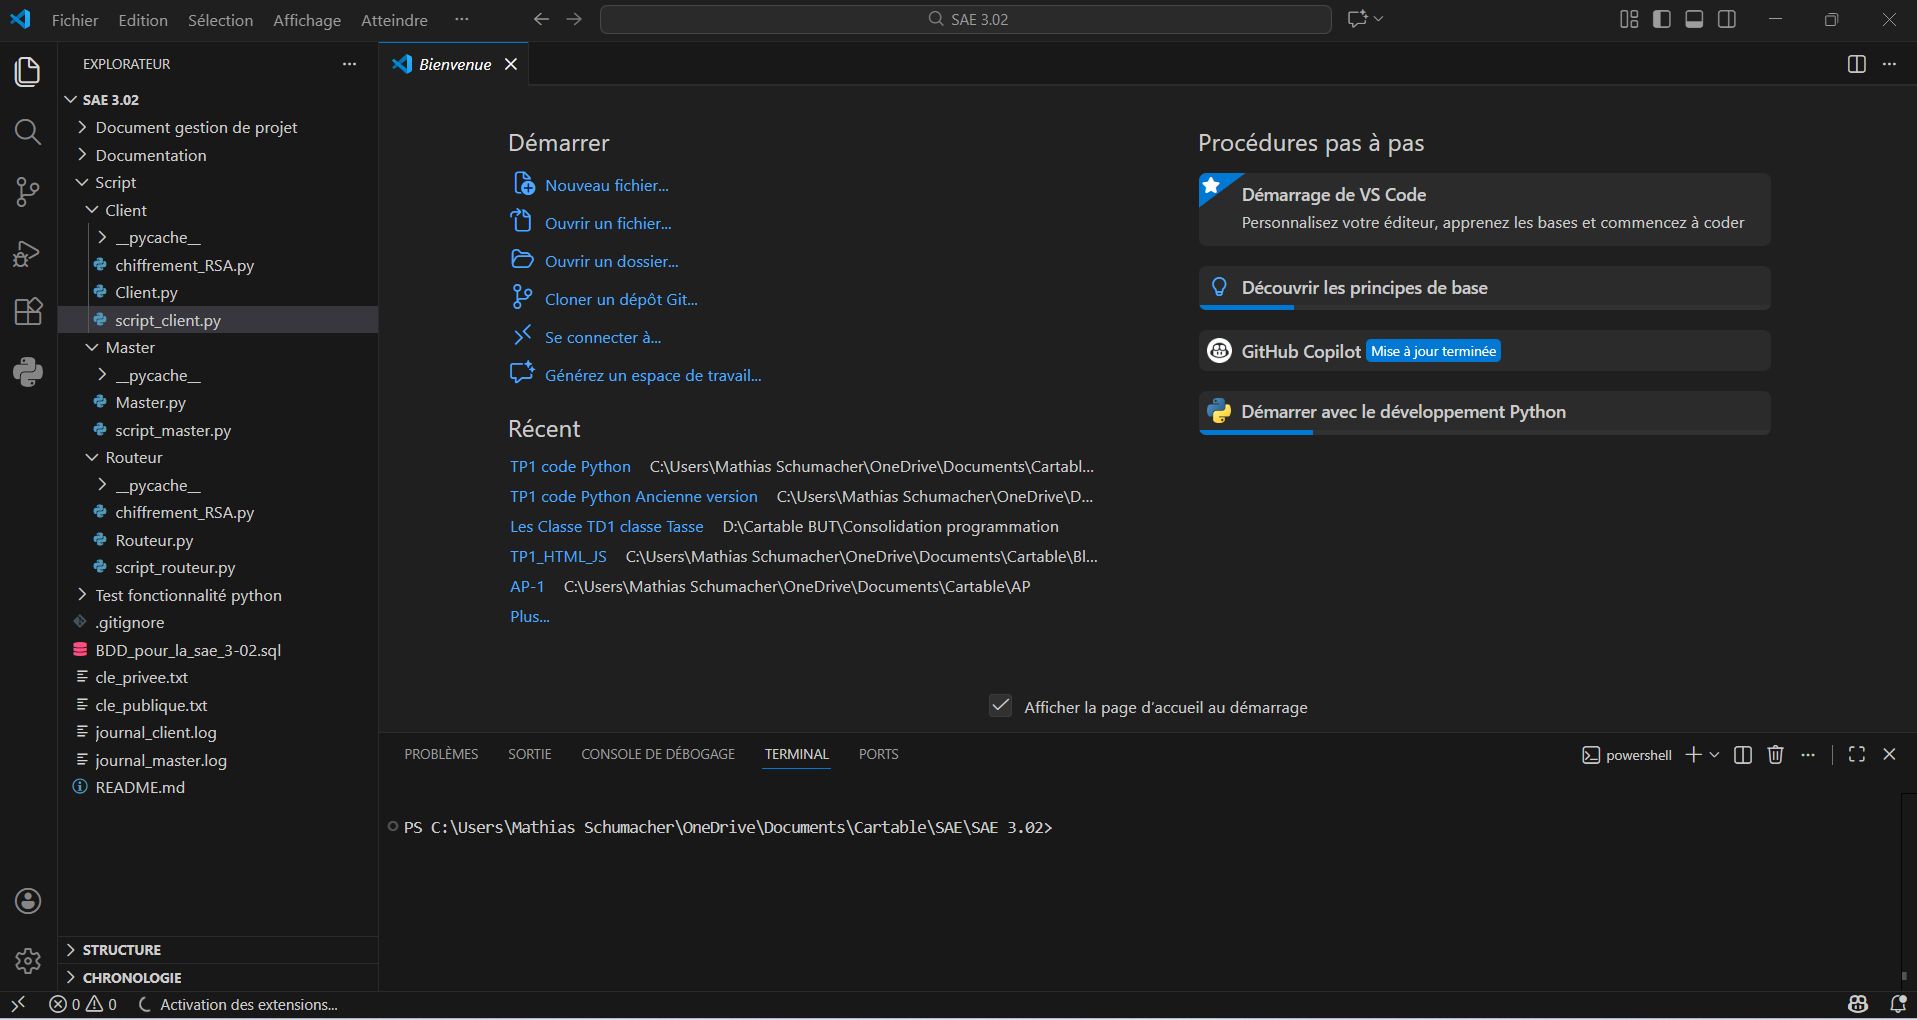 Fichier Edition Sélection Affichage Atteindre ···
SAE 3.02
EXPLORATEUR
SAE 3.02
Document gestion de projet
Documentation
Script
Client
__pycache__
chiffrement_RSA.py
Client.py
script_client.py
Master
__pycache__
Master.py
script_master.py
Routeur
__pycache__
chiffrement_RSA.py
Routeur.py
script_routeur.py
Test fonctionnalité python
.gitignore
BDD_pour_la_sae_3-02.sql
cle_privee.txt
cle_publique.txt
journal_client.log
journal_master.log
README.md
STRUCTURE
CHRONOLOGIE
Bienvenue
Démarrer
Nouveau fichier...
Ouvrir un fichier...
Ouvrir un dossier...
Cloner un dépôt Git...
Se connecter à...
Générez un espace de travail...
Récent
TP1 code Python C:\Users\Mathias Schumacher\OneDrive\Documents\Cartabl...
TP1 code Python Ancienne version C:\Users\Mathias Schumacher\OneDrive\D...
Les Classe TD1 classe Tasse D:\Cartable BUT\Consolidation programmation
TP1_HTML_JS C:\Users\Mathias Schumacher\OneDrive\Documents\Cartable\Bl...
AP-1 C:\Users\Mathias Schumacher\OneDrive\Documents\Cartable\AP
Plus...
Procédures pas à pas
Démarrage de VS Code
Personnalisez votre éditeur, apprenez les bases et commencez à coder
Découvrir les principes de base
GitHub Copilot Mise à jour terminée
Démarrer avec le développement Python
Afficher la page d'accueil au démarrage
PROBLÈMES SORTIE CONSOLE DE DÉBOGAGE TERMINAL PORTS
powershell
PS C:\Users\Mathias Schumacher\OneDrive\Documents\Cartable\SAE\SAE 3.02>
0 0 Activation des extensions...